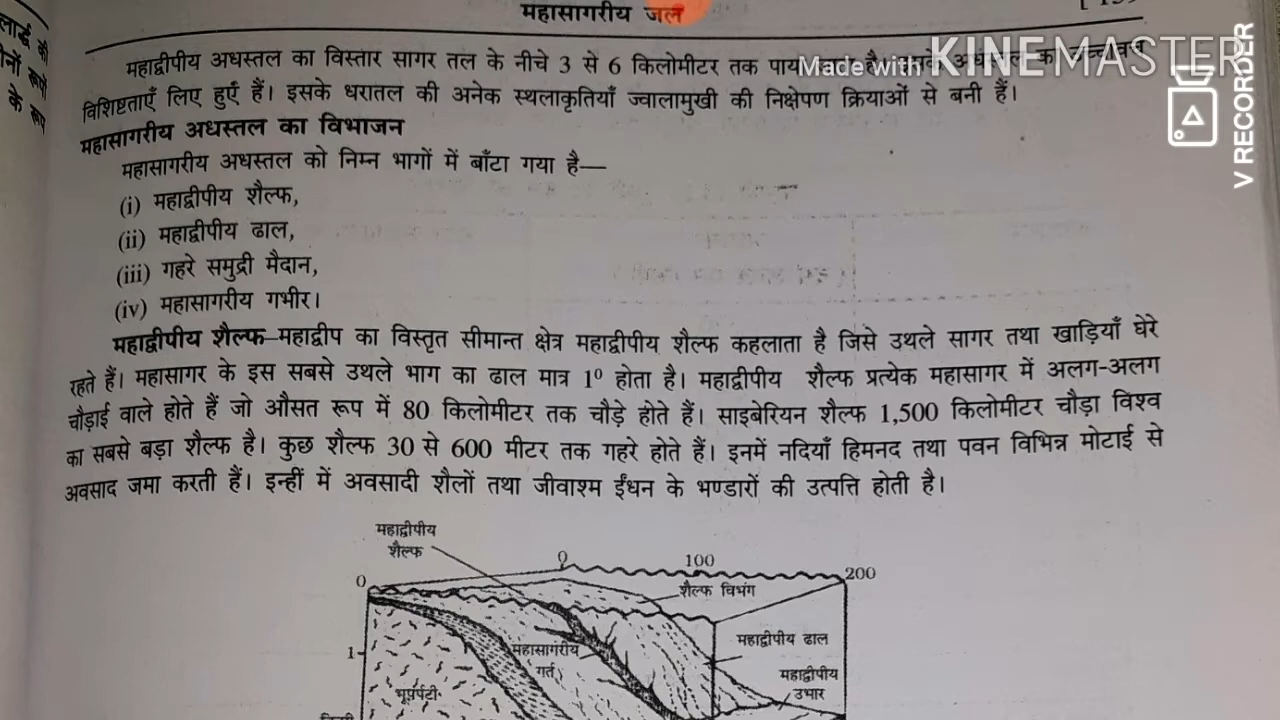 महासागरीय जल
महाद्वीपीय अधस्तल का विस्तार सागर तल के नीचे 3 से 6 किलोमीटर तक
Made with KINEMASTER
विशिष्टताएँ लिए हुएँ हैं। इसके धरातल की अनेक स्थलाकृतियाँ ज्वालामुखी की निक्षेपण क्रियाओं से बनी हैं।
V RECORDER
महासागरीय अधस्तल का विभाजन
महासागरीय अधस्तल को निम्न भागों में बाँटा गया है—
(i) महाद्वीपीय शैल्फ,
(ii) महाद्वीपीय ढाल,
(iii) गहरे समुद्री मैदान,
(iv) महासागरीय गभीर।
महाद्वीपीय शैल्फ–महाद्वीप का विस्तृत सीमान्त क्षेत्र महाद्वीपीय शैल्फ कहलाता है जिसे उथले सागर तथा खाड़ियाँ घेरे
रहते हैं। महासागर के इस सबसे उथले भाग का ढाल मात्र 1⁰ होता है। महाद्वीपीय शैल्फ प्रत्येक महासागर में अलग-अलग
चौड़ाई वाले होते हैं जो औसत रूप में 80 किलोमीटर तक चौड़े होते हैं। साइबेरियन शैल्फ 1,500 किलोमीटर चौड़ा विश्व
का सबसे बड़ा शैल्फ है। कुछ शैल्फ 30 से 600 मीटर तक गहरे होते हैं। इनमें नदियाँ हिमनद तथा पवन विभिन्न मोटाई से
अवसाद जमा करती हैं। इन्हीं में अवसादी शैलों तथा जीवाश्म ईंधन के भण्डारों की उत्पत्ति होती है।
महाद्वीपीय
शैल्फ
0
0
100
200
शैल्फ विभंग
1
महासागरीय
गर्त
महाद्वीपीय ढाल
महाद्वीपीय
उभार
भूपर्पटी